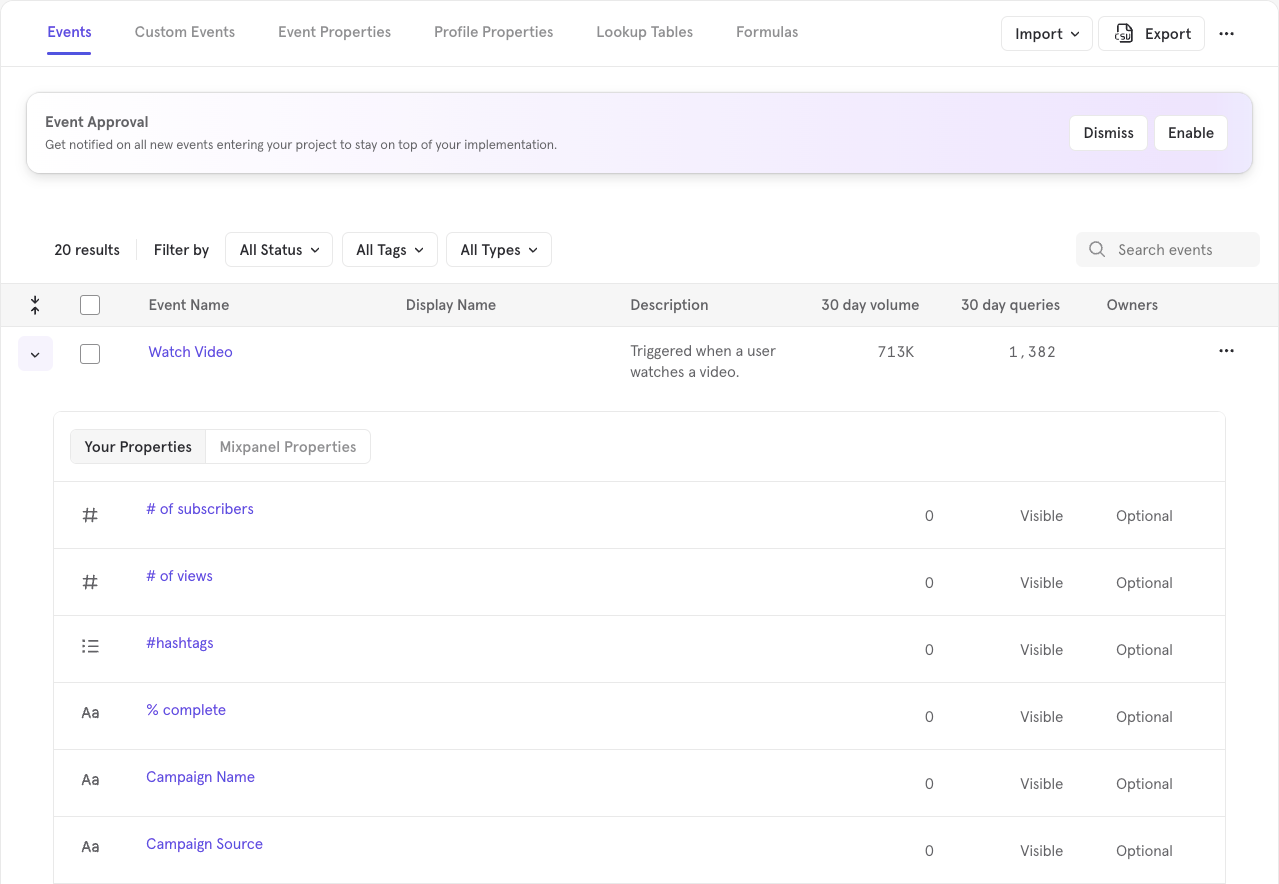 Events Custom Events Event Properties Profile Properties Lookup Tables Formulas Import CSV Export
Event Approval
Get notified on all new events entering your project to stay on top of your implementation.
Dismiss Enable
20 results Filter by All Status All Tags All Types Search events
Event Name Display Name Description 30 day volume 30 day queries Owners
Watch Video Triggered when a user watches a video. 713K 1,382
Your Properties Mixpanel Properties
# of subscribers 0 Visible Optional
# of views 0 Visible Optional
#hashtags 0 Visible Optional
Aa % complete 0 Visible Optional
Aa Campaign Name 0 Visible Optional
Aa Campaign Source 0 Visible Optional